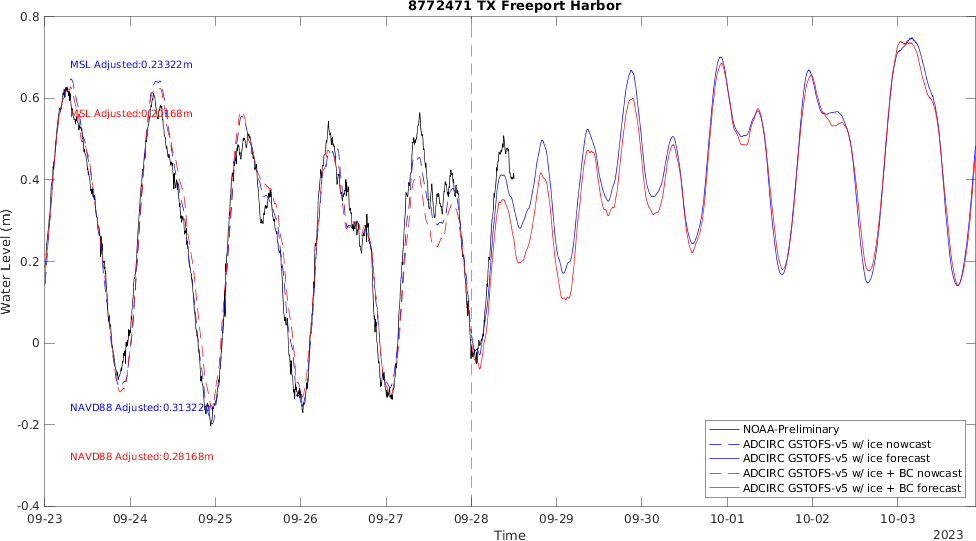 8772471 TX Freeport Harbor
0.8
0.6
0.4
0.2
0
-0.2
-0.4
Water Level (m)
MSL Adjusted:0.23322m
MSL Adjusted:0.20168m
NAVD88 Adjusted:0.31322m
NAVD88 Adjusted:0.28168m
NOAA-Preliminary
ADCIRC GSTOFS-v5 w/ ice nowcast
ADCIRC GSTOFS-v5 w/ ice forecast
ADCIRC GSTOFS-v5 w/ ice + BC nowcast
ADCIRC GSTOFS-v5 w/ ice + BC forecast
09-23 09-24 09-25 09-26 09-27 09-28 09-29 09-30 10-01 10-02 10-03
Time
2023